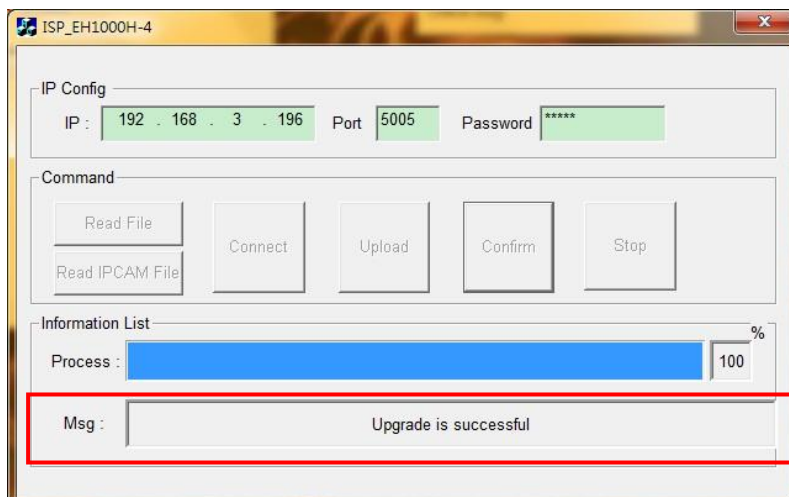 ISP_EH1000H-4
IP Config
IP : 192 . 168 . 3 . 196 Port 5005 Password *****
Command
Read File
Read IPCAM File
Connect Upload Confirm Stop
Information List
%
Process : 100
Msg : Upgrade is successful